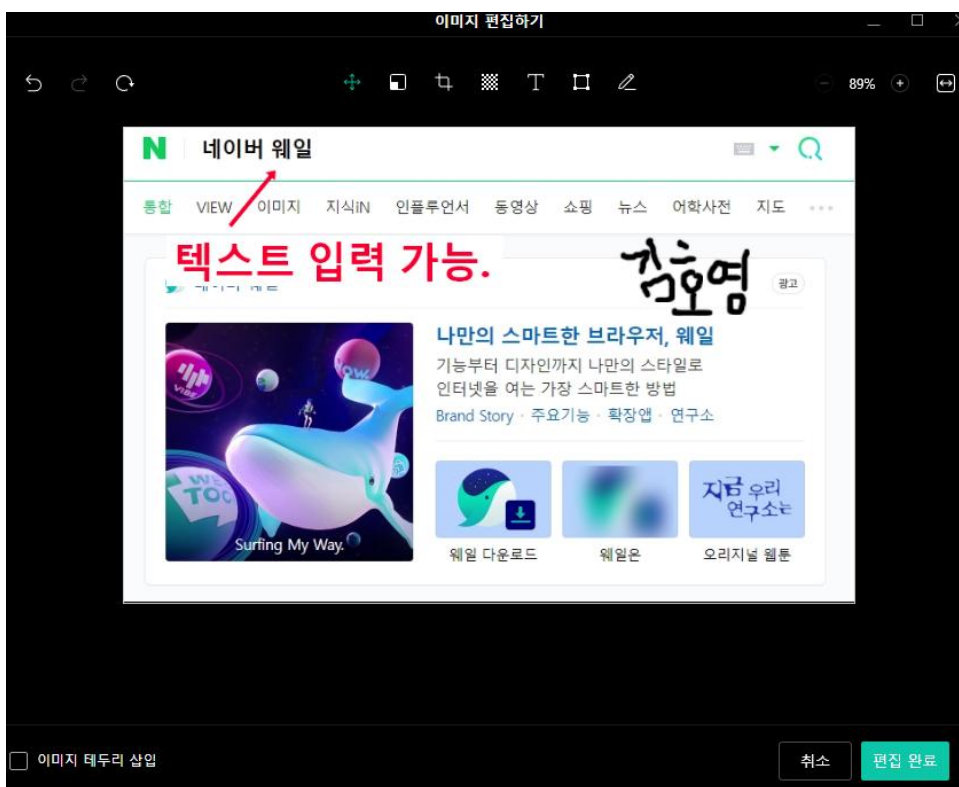 이미지 편집하기
T
89%
N 네이버 웨일
통합 VIEW 이미지 지식iN 인플루언서 동영상 쇼핑 뉴스 어학사전 지도
텍스트 입력 가능.
김호영
광고
나만의 스마트한 브라우저, 웨일
기능부터 디자인까지 나만의 스타일로
인터넷을 여는 가장 스마트한 방법
Brand Story · 주요기능 · 확장앱 · 연구소
VIBE
WE
TOO
Surfing My Way.
지금 우리
연구소는
웨일 다운로드
웨일은
오리지널 웹툰
이미지 테두리 삽입
취소
편집 완료